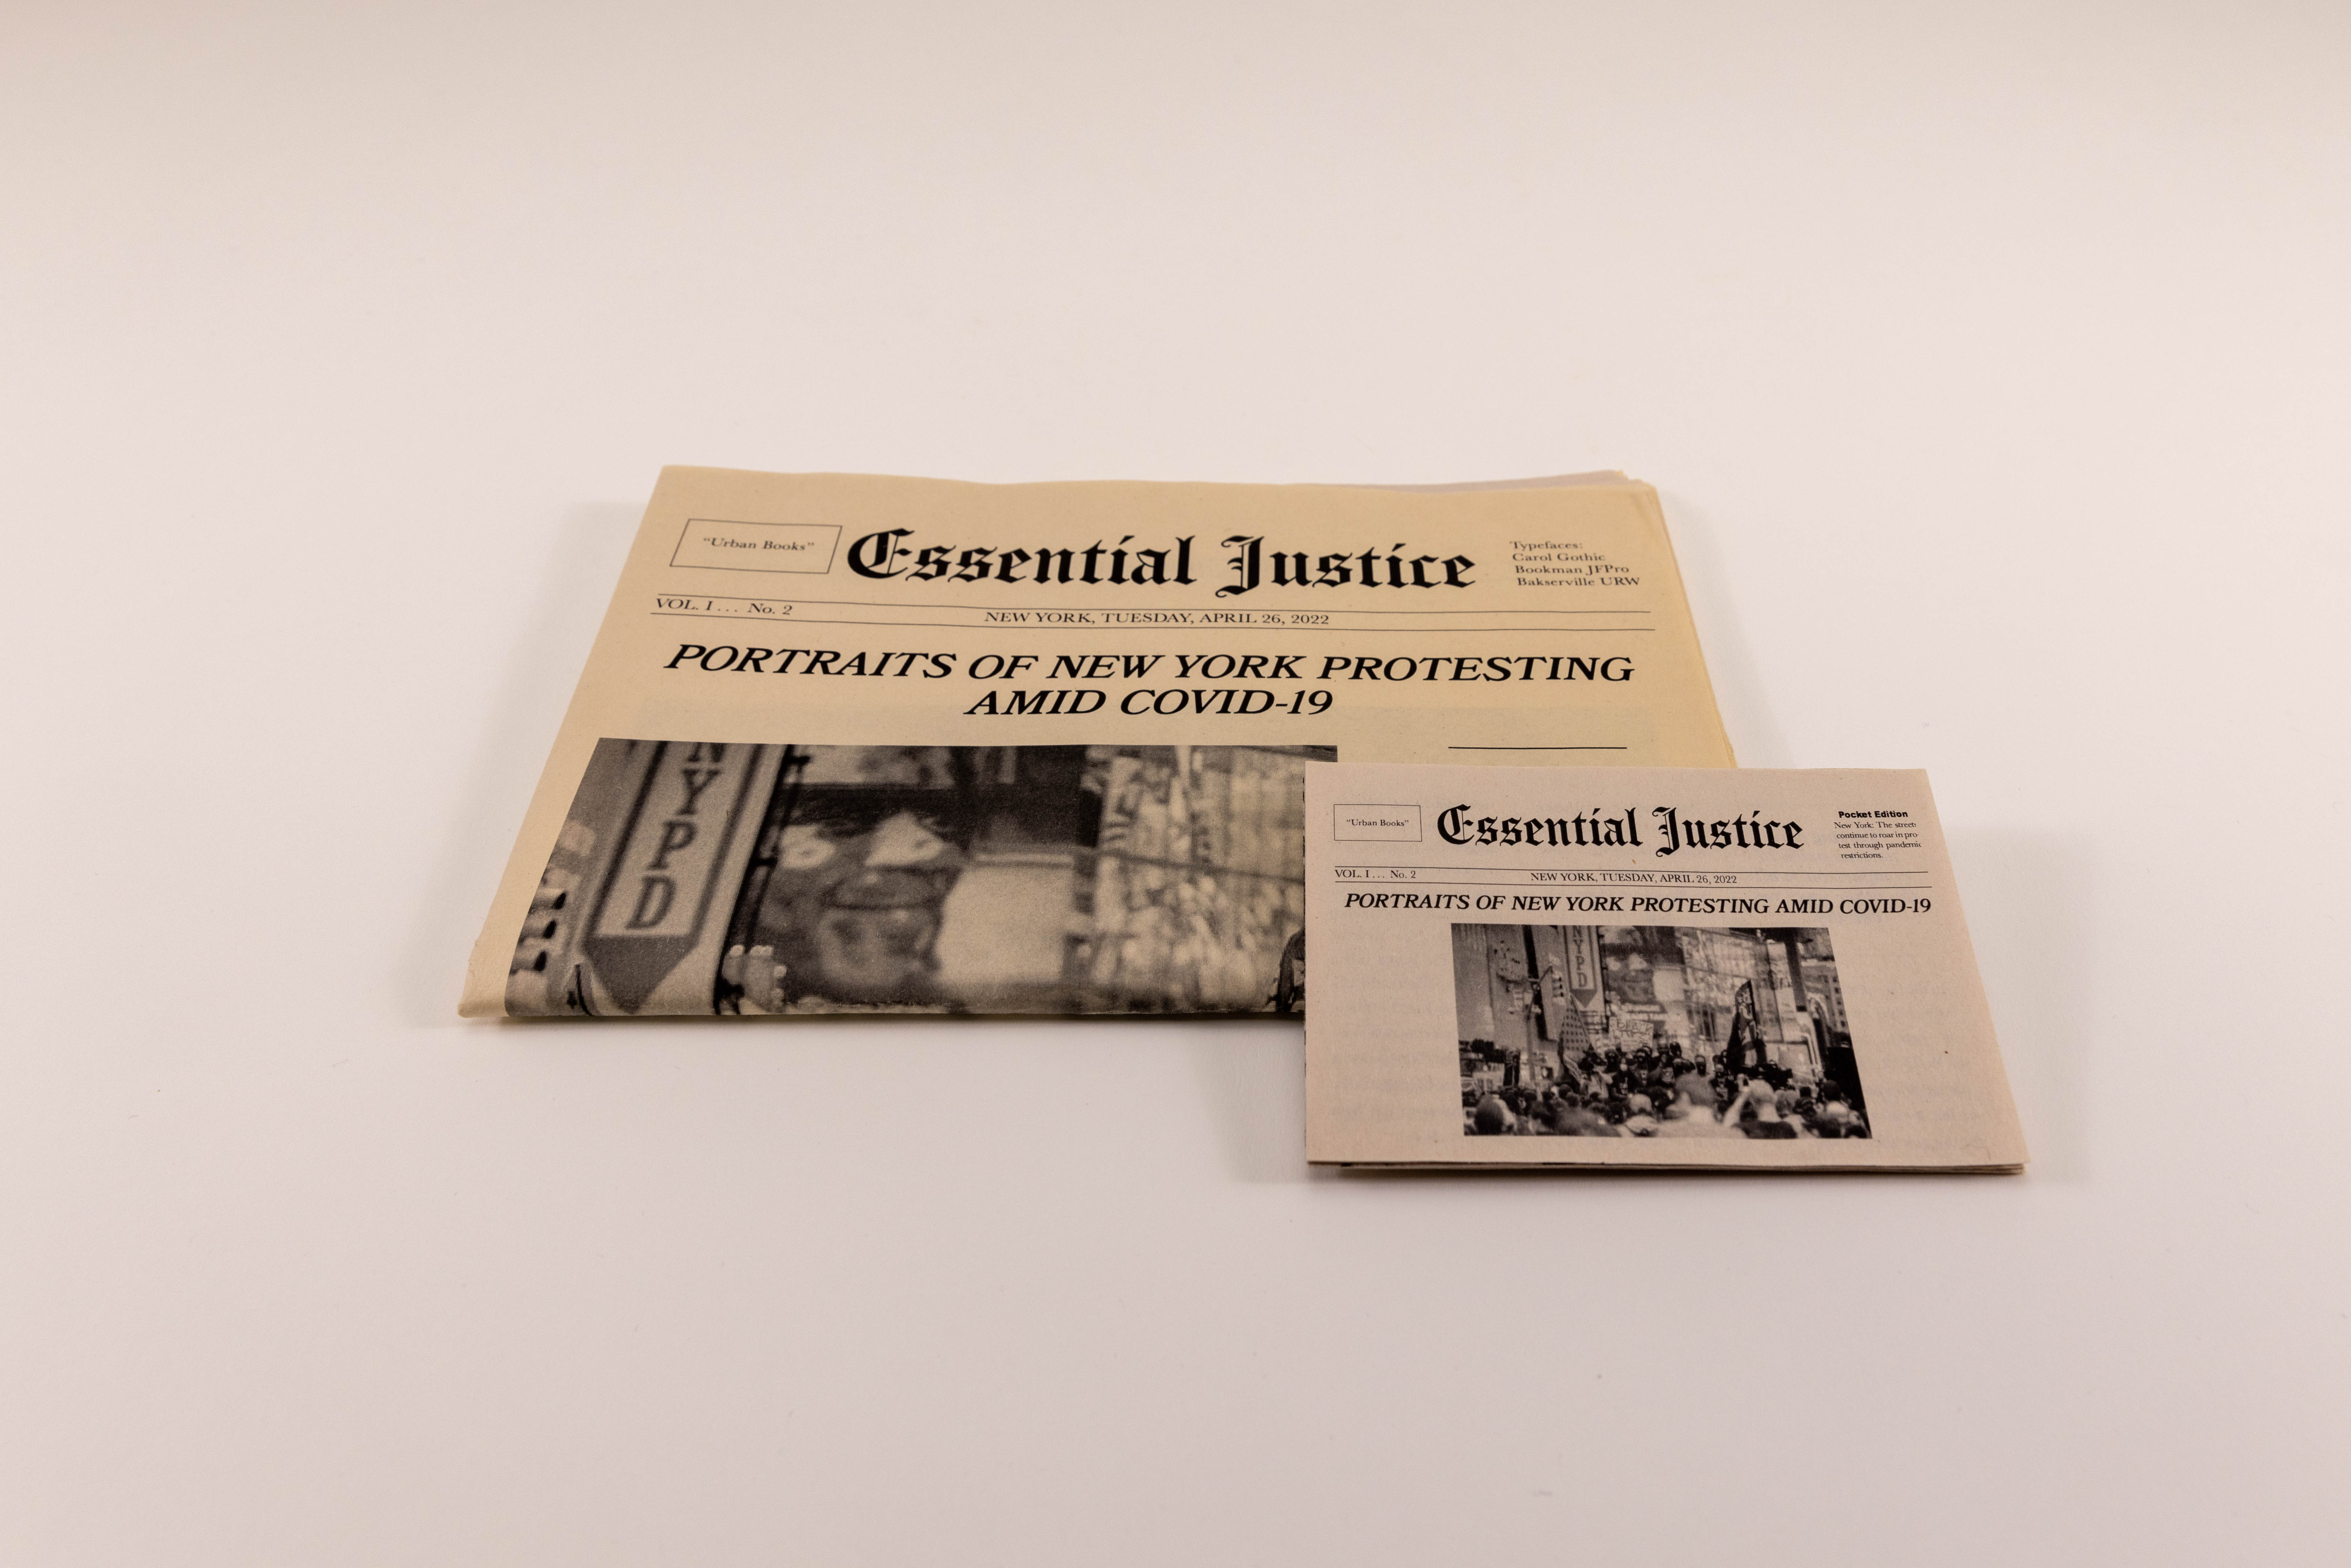 "Urban Books"
Essential Justice
Typefaces:
Carol Gothic
Bookman JFPro
Bakserville URW
VOL. I . . . No. 2
NEW YORK, TUESDAY, APRIL 26, 2022
PORTRAITS OF NEW YORK PROTESTING
AMID COVID-19
NYPD
"Urban Books"
Essential Justice
Pocket Edition
New York: The streets
continue to roar in pro-
test through pandemic
restrictions.
VOL. I . . . No. 2
NEW YORK, TUESDAY, APRIL 26, 2022
PORTRAITS OF NEW YORK PROTESTING AMID COVID-19
NYPD